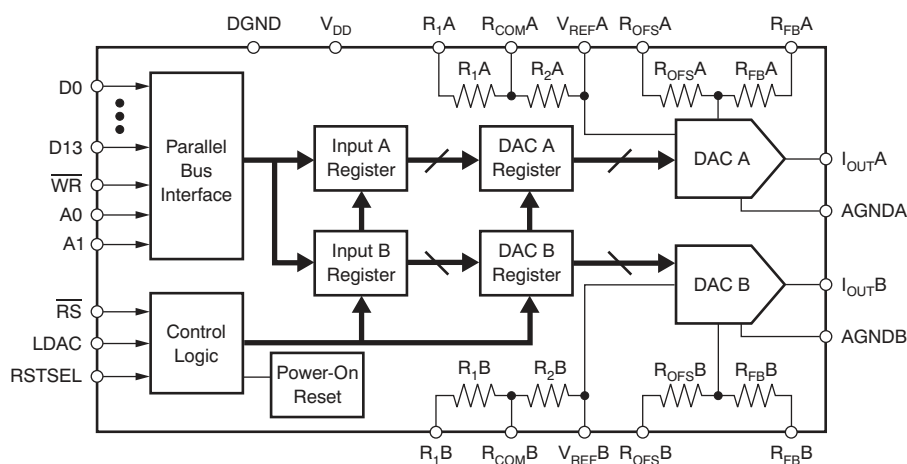 DGND
V_DD
R_1A
R_COMA
V_REFA
R_OFSA
R_FBA
R_1A
R_2A
R_OFSA
R_FBA
D0
D13
W̅R̅
A0
A1
Parallel
Bus
Interface
Input A
Register
DAC A
Register
DAC A
I_OUTA
AGNDA
Input B
Register
DAC B
Register
DAC B
I_OUTB
AGNDB
R̅S̅
LDAC
RSTSEL
Control
Logic
Power-On
Reset
R_1B
R_2B
R_OFSB
R_FBB
R_1B
R_COMB
V_REFB
R_OFSB
R_FBB